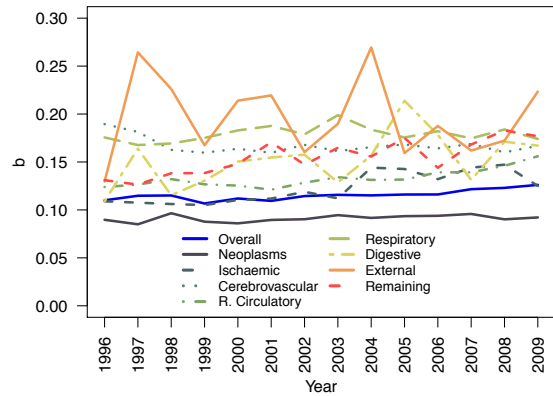 0.30
0.25
0.20
b
0.15
0.10
0.05
0.00
Overall
Neoplasms
Ischaemic
Cerebrovascular
R. Circulatory
Respiratory
Digestive
External
Remaining
1996 1997 1998 1999 2000 2001 2002 2003 2004 2005 2006 2007 2008 2009
Year